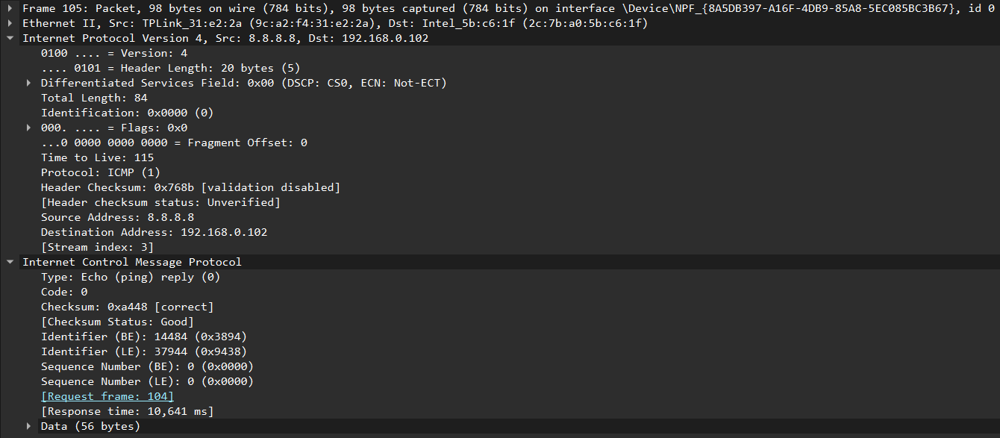 Frame 105: Packet, 98 bytes on wire (784 bits), 98 bytes captured (784 bits) on interface \Device\NPF_{8A5DB397-A16F-4DB9-85A8-5EC085BC3B67}, id 0
Ethernet II, Src: TPLink_31:e2:2a (9c:a2:f4:31:e2:2a), Dst: Intel_5b:c6:1f (2c:7b:a0:5b:c6:1f)
Internet Protocol Version 4, Src: 8.8.8.8, Dst: 192.168.0.102
0100 .... = Version: 4
.... 0101 = Header Length: 20 bytes (5)
Differentiated Services Field: 0x00 (DSCP: CS0, ECN: Not-ECT)
Total Length: 84
Identification: 0x0000 (0)
000. .... = Flags: 0x0
...0 0000 0000 0000 = Fragment Offset: 0
Time to Live: 115
Protocol: ICMP (1)
Header Checksum: 0x768b [validation disabled]
[Header checksum status: Unverified]
Source Address: 8.8.8.8
Destination Address: 192.168.0.102
[Stream index: 3]
Internet Control Message Protocol
Type: Echo (ping) reply (0)
Code: 0
Checksum: 0xa448 [correct]
[Checksum Status: Good]
Identifier (BE): 14484 (0x3894)
Identifier (LE): 37944 (0x9438)
Sequence Number (BE): 0 (0x0000)
Sequence Number (LE): 0 (0x0000)
[Request frame: 104]
[Response time: 10,641 ms]
Data (56 bytes)